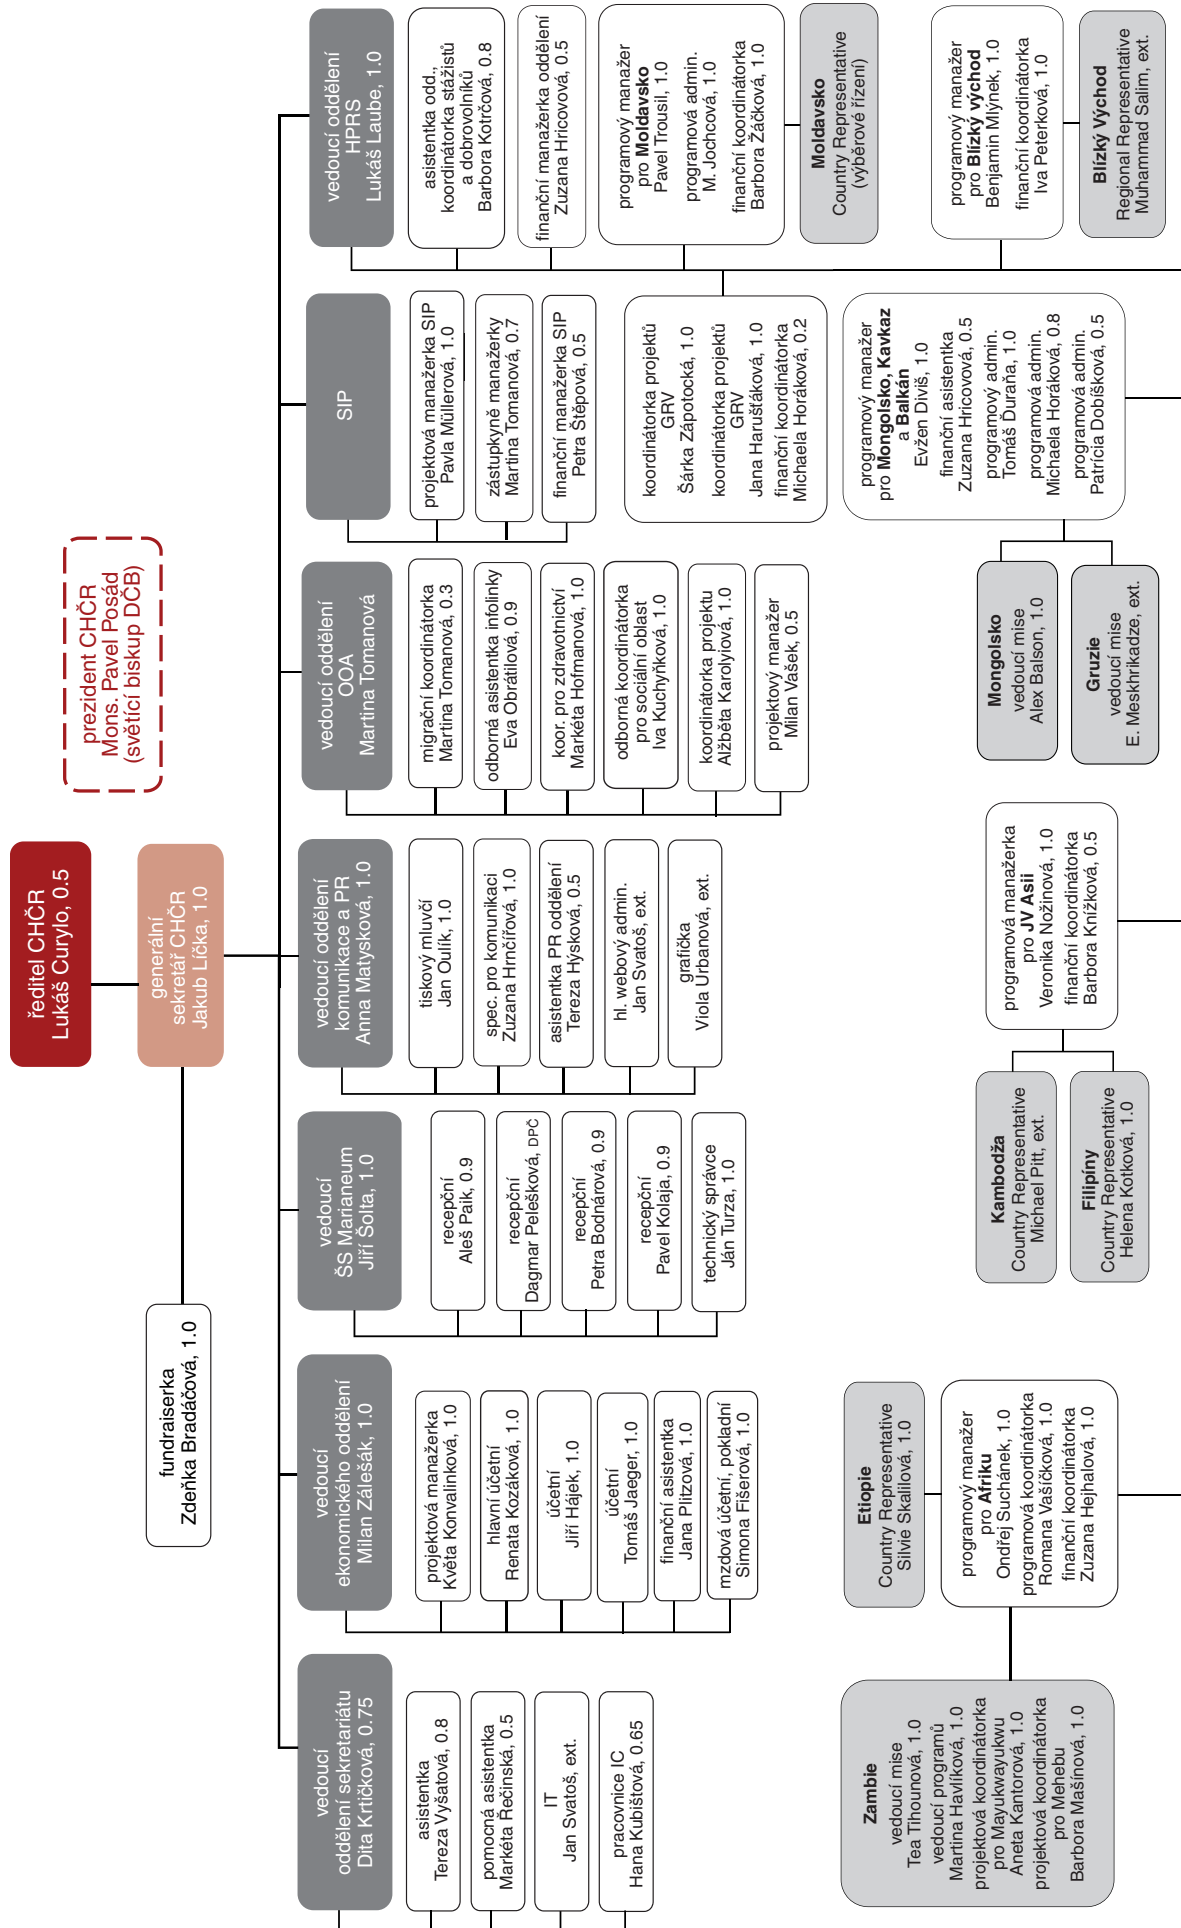 ředitel CHČR
Lukáš Curylo, 0.5
prezident CHČR
Mons. Pavel Posád
(světící biskup DČB)
generální
sekretář CHČR
Jakub Líčka, 1.0
fundraiserka
Zdeňka Bradáčová, 1.0
vedoucí
oddělení sekretariátu
Dita Krtičková, 0.75
asistentka
Tereza Vyšatová, 0.8
pomocná asistentka
Markéta Řečinská, 0.5
IT
Jan Svatoš, ext.
pracovnice IC
Hana Kubištová, 0.65
vedoucí
ekonomického oddělení
Milan Zálešák, 1.0
projektová manažerka
Květa Konvalinková, 1.0
hlavní účetní
Renata Kozáková, 1.0
účetní
Jiří Hájek, 1.0
účetní
Tomáš Jaeger, 1.0
finanční asistentka
Jana Plitzová, 1.0
mzdová účetní, pokladní
Simona Fišerová, 1.0
vedoucí
ŠS Marianeum
Jiří Šolta, 1.0
recepční
Aleš Paik, 0.9
recepční
Dagmar Pelešková, DPČ
recepční
Petra Bodnárová, 0.9
recepční
Pavel Kolaja, 0.9
technický správce
Ján Turza, 1.0
vedoucí oddělení
komunikace a PR
Anna Matysková, 1.0
tiskový mluvčí
Jan Oulík, 1.0
spec. pro komunikaci
Zuzana Hrnčířová, 1.0
asistentka PR oddělení
Tereza Hýsková, 0.5
hl. webový admin.
Jan Svatoš, ext.
grafička
Viola Urbanová, ext.
vedoucí oddělení
OOA
Martina Tomanová
migrační koordinátorka
Martina Tomanová, 0.3
odborná asistentka infolinky
Eva Obrátilová, 0.9
koor. pro zdravotnictví
Markéta Hofmanová, 1.0
odborná koordinátorka
pro sociální oblast
Iva Kuchyňková, 1.0
koordinátorka projektu
Alžběta Karolyiová, 1.0
projektový manažer
Milan Vašek, 0.5
SIP
projektová manažerka SIP
Pavla Müllerová, 1.0
zástupkyně manažerky
Martina Tomanová, 0.7
finanční manažerka SIP
Petra Štěpová, 0.5
vedoucí oddělení
HPRS
Lukáš Laube, 1.0
asistentka odd.,
koordinátorka stážistů
a dobrovolníků
Barbora Kotrčová, 0.8
finanční manažerka oddělení
Zuzana Hricovová, 0.5
programový manažer
pro Moldavsko
Pavel Trousil, 1.0
programová admin.
M. Jochcová, 1.0
finanční koordinátorka
Barbora Žáčková, 1.0
Moldavsko
Country Representative
(výběrové řízení)
koordinátorka projektů
GRV
Šárka Zápotocká, 1.0
koordinátorka projektů
GRV
Jana Harušťáková, 1.0
finanční koordinátorka
Michaela Horáková, 0.2
programový manažer
pro Blízký východ
Benjamin Mlýnek, 1.0
finanční koordinátorka
Iva Peterková, 1.0
Blízký Východ
Regional Representative
Muhammad Salim, ext.
programový manažer
pro Mongolsko, Kavkaz
a Balkán
Evžen Diviš, 1.0
finanční asistentka
Zuzana Hricovová, 0.5
programový admin.
Tomáš Ďuraňa, 1.0
programová admin.
Michaela Horáková, 0.8
programová admin.
Patrícia Dobíšková, 0.5
Mongolsko
vedoucí mise
Alex Balson, 1.0
Gruzie
vedoucí mise
E. Meskhrikadze, ext.
programová manažerka
pro JV Asii
Veronika Nožinová, 1.0
finanční koordinátorka
Barbora Knížková, 0.5
Kambodža
Country Representative
Michael Pitt, ext.
Filipíny
Country Representative
Helena Kotková, 1.0
Etiopie
Country Representative
Silvie Skalilová, 1.0
programový manažer
pro Afriku
Ondřej Suchánek, 1.0
programová koordinátorka
Romana Vašíčková, 1.0
finanční koordinátorka
Zuzana Hejhalová, 1.0
Zambie
vedoucí mise
Tea Tihounová, 1.0
vedoucí programů
Martina Havlíková, 1.0
projektová koordinátorka
pro Mayukwayukwu
Aneta Kantorová, 1.0
projektová koordinátorka
pro Mehebu
Barbora Mašínová, 1.0